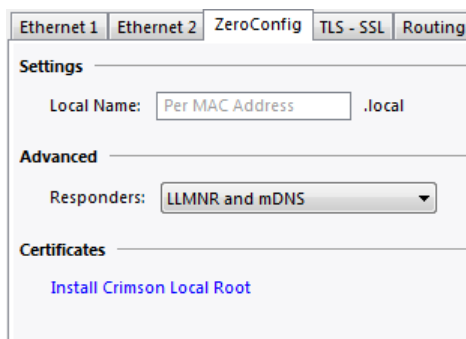 Ethernet 1 Ethernet 2 ZeroConfig TLS - SSL Routing
Settings
Local Name: Per MAC Address .local
Advanced
Responders: LLMNR and mDNS
Certificates
Install Crimson Local Root